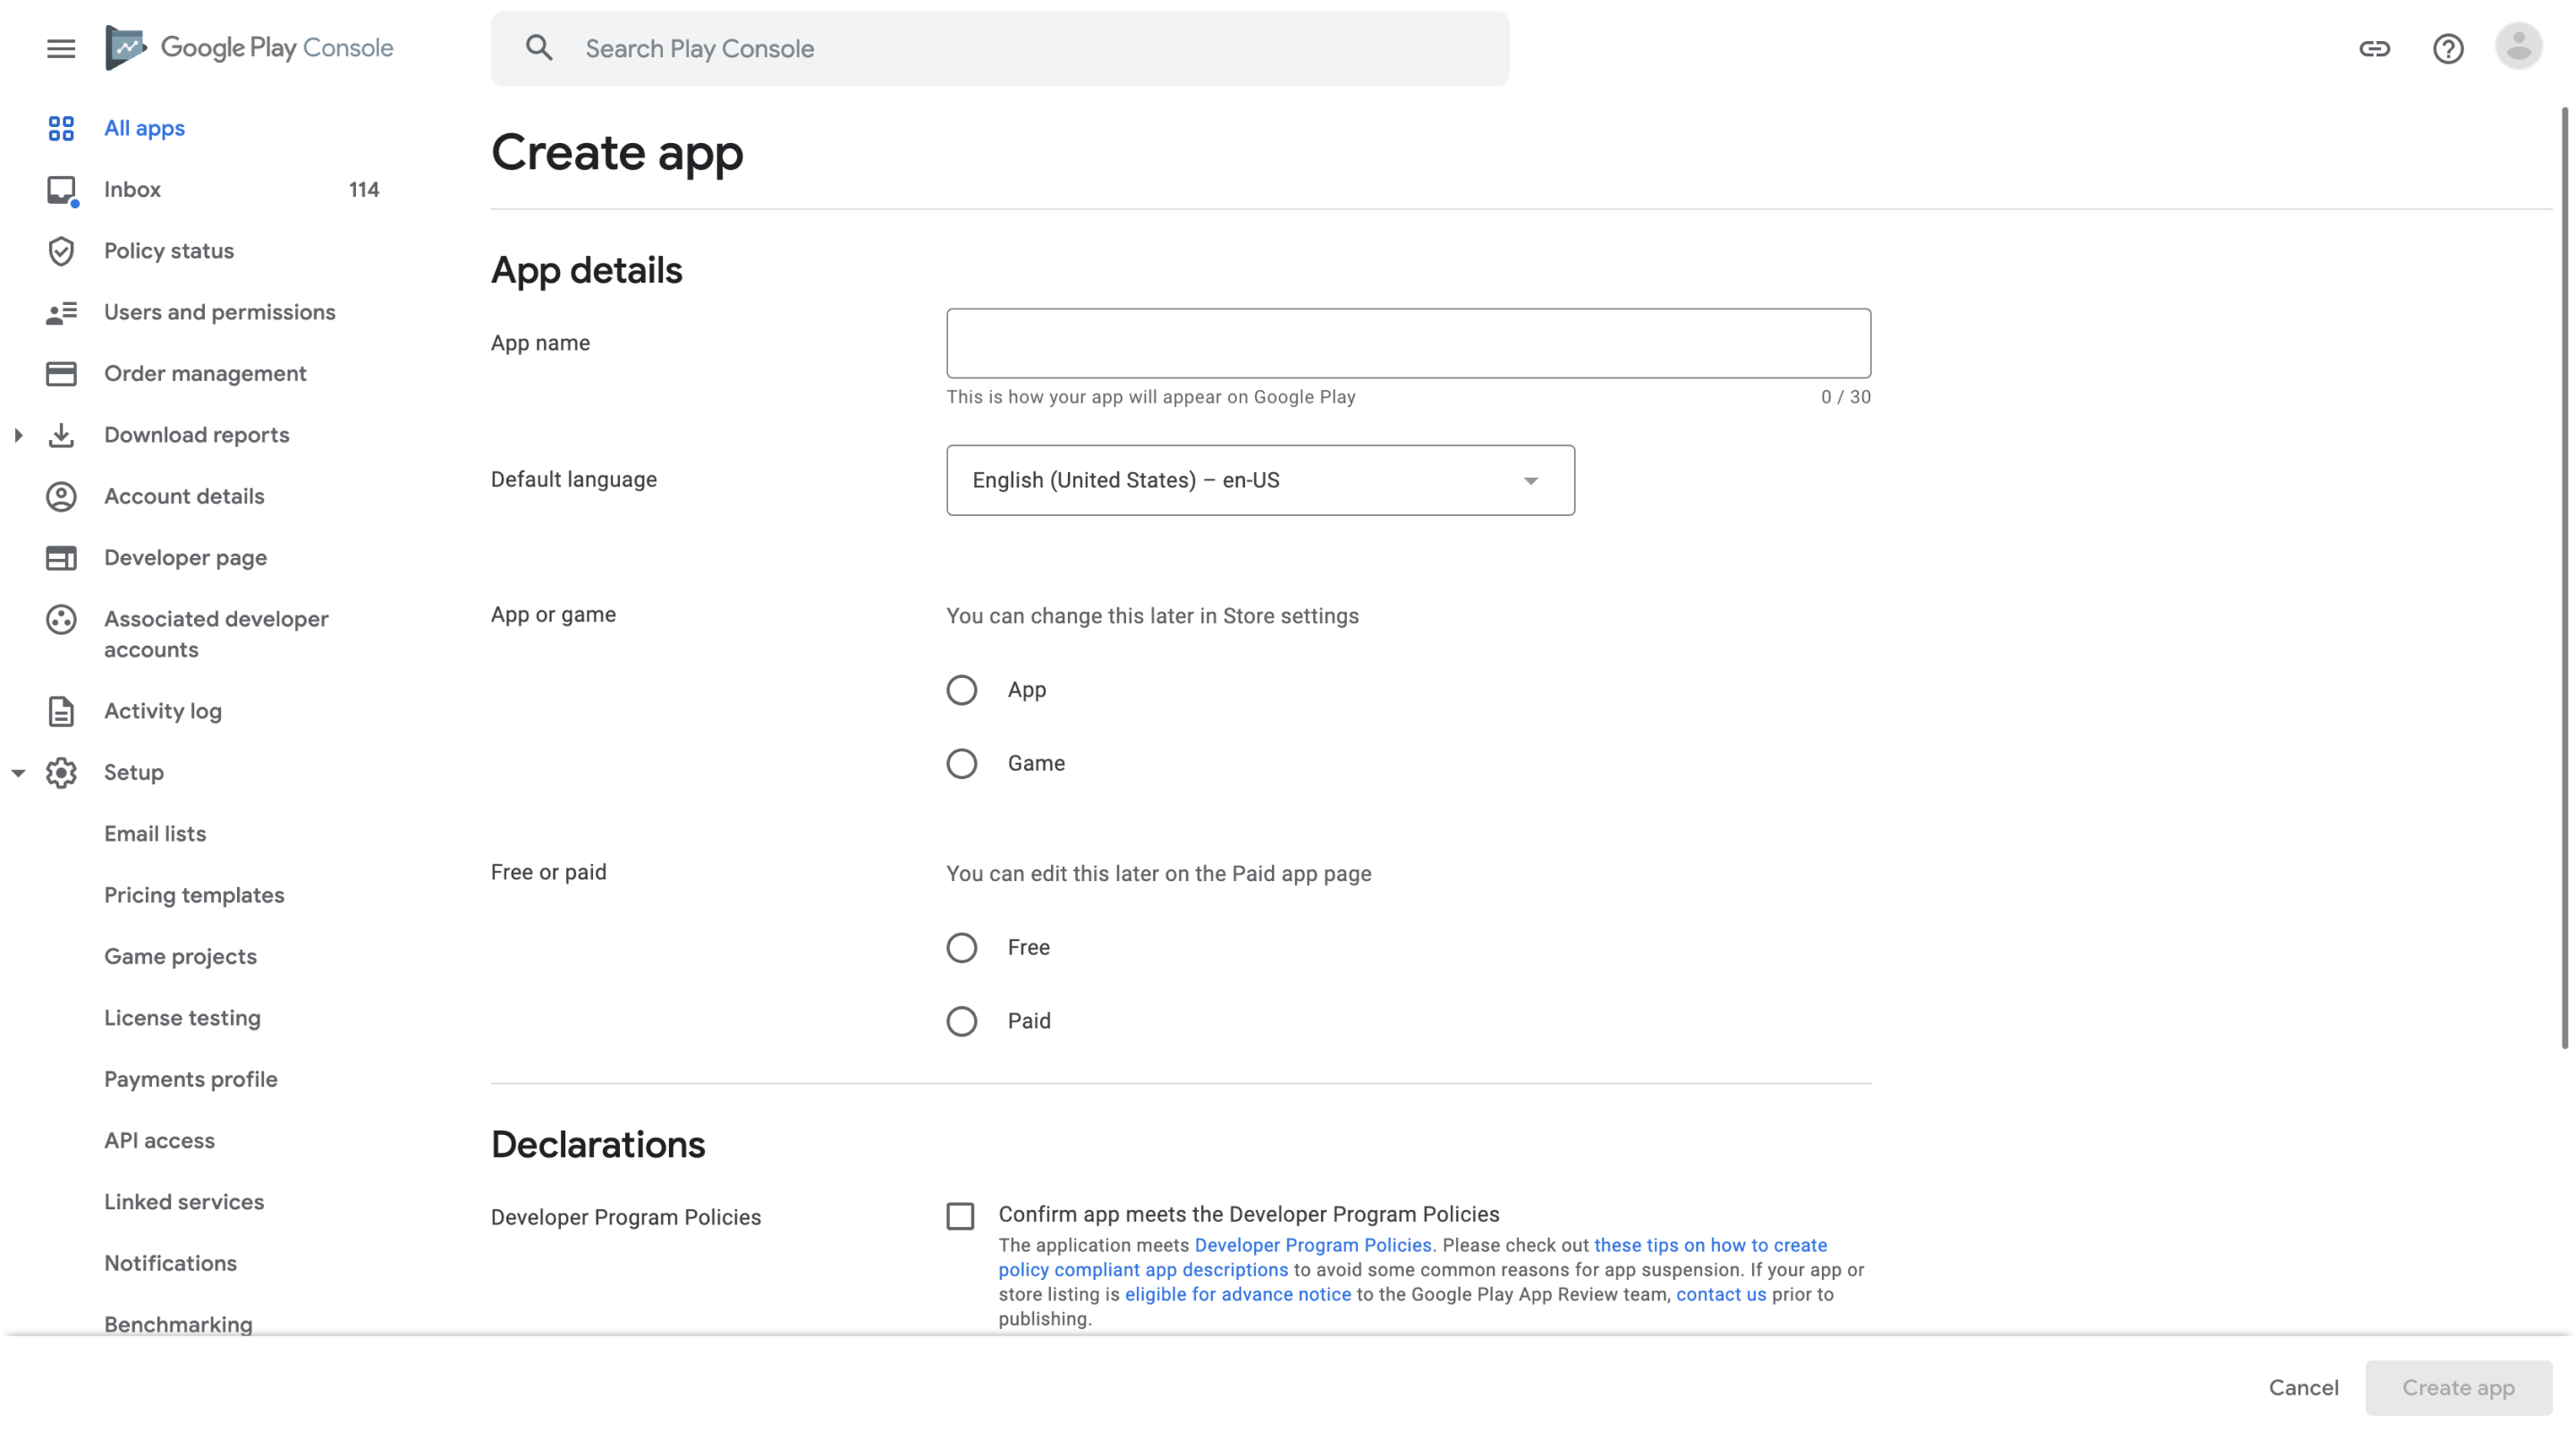 Google Play Console
Search Play Console
All apps
Inbox 114
Policy status
Users and permissions
Order management
Download reports
Account details
Developer page
Associated developer
accounts
Activity log
Setup
Email lists
Pricing templates
Game projects
License testing
Payments profile
API access
Linked services
Notifications
Benchmarking
Create app
App details
App name
This is how your app will appear on Google Play 0 / 30
Default language
English (United States) – en-US
App or game
You can change this later in Store settings
App
Game
Free or paid
You can edit this later on the Paid app page
Free
Paid
Declarations
Developer Program Policies
Confirm app meets the Developer Program Policies
The application meets Developer Program Policies. Please check out these tips on how to create
policy compliant app descriptions to avoid some common reasons for app suspension. If your app or
store listing is eligible for advance notice to the Google Play App Review team, contact us prior to
publishing.
Cancel
Create app